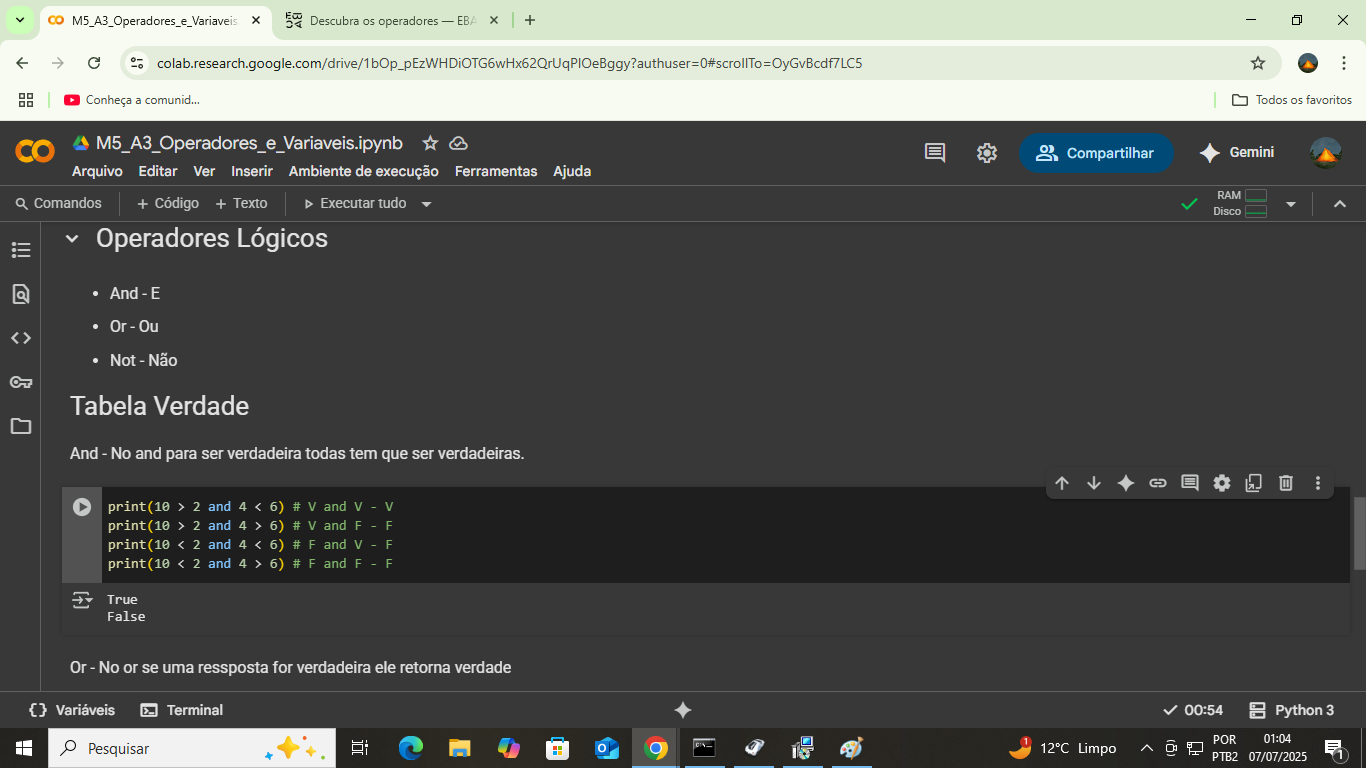 M5_A3_Operadores_e_Variaveis.
Descubra os operadores — EBA
colab.research.google.com/drive/1bOp_pEzWHDiOTG6wHx62QrUqPIOeBggy?authuser=0#scrollTo=OyGvBcdf7LC5
Conheça a comunid...
Todos os favoritos
M5_A3_Operadores_e_Variaveis.ipynb
Compartilhar
Gemini
Arquivo Editar Ver Inserir Ambiente de execução Ferramentas Ajuda
Comandos + Código + Texto Executar tudo
RAM
Disco
Operadores Lógicos
• And - E
• Or - Ou
• Not - Não
Tabela Verdade
And - No and para ser verdadeira todas tem que ser verdadeiras.
print(10 > 2 and 4 < 6) # V and V - V
print(10 > 2 and 4 > 6) # V and F - F
print(10 < 2 and 4 < 6) # F and V - F
print(10 < 2 and 4 > 6) # F and F - F
True
False
Or - No or se uma ressposta for verdadeira ele retorna verdade
{} Variáveis Terminal
00:54 Python 3
Pesquisar
1
12°C Limpo
POR
PTB2
01:04
07/07/2025
1